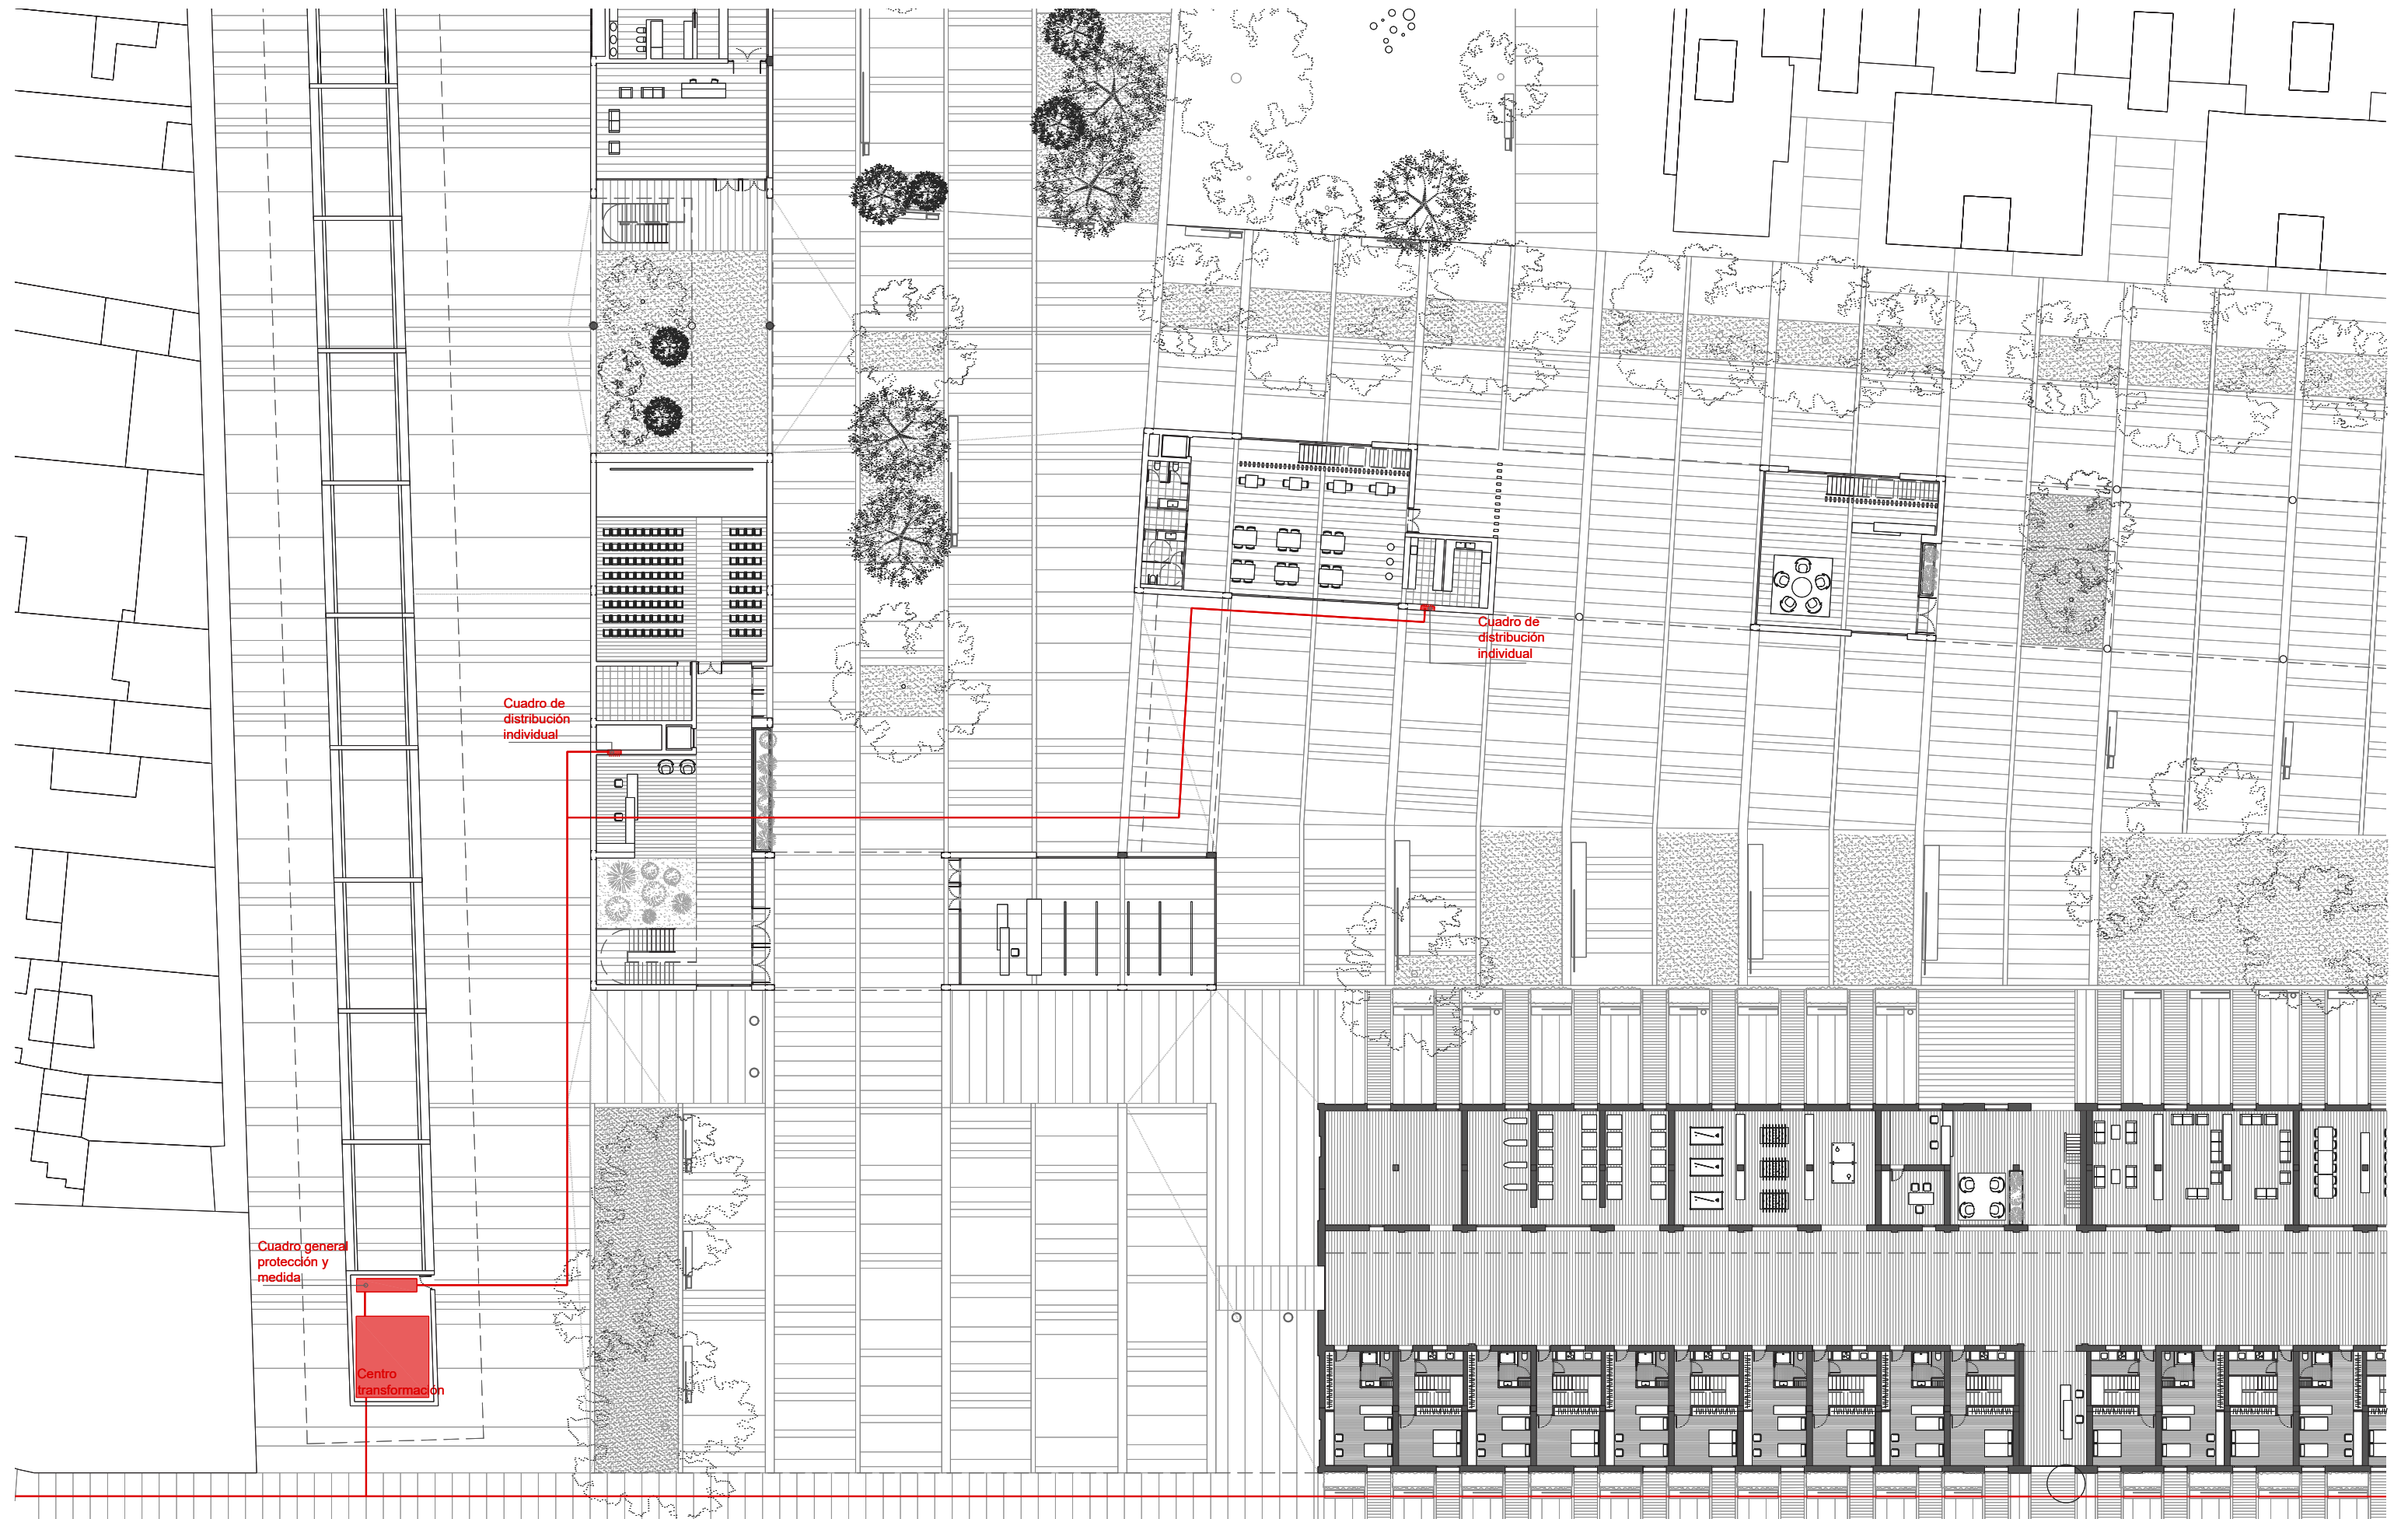 Cuadro de
distribución
individual
Cuadro de
distribución
individual
Cuadro general
protección y
medida
Centro
transformación